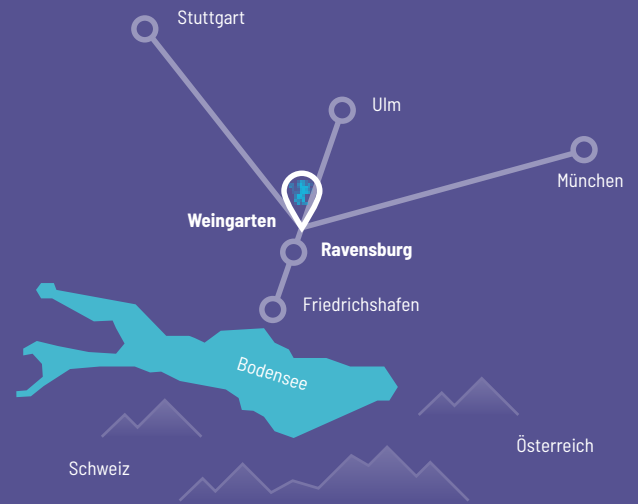 Stuttgart
Ulm
München
Weingarten
Ravensburg
Friedrichshafen
Bodensee
Österreich
Schweiz